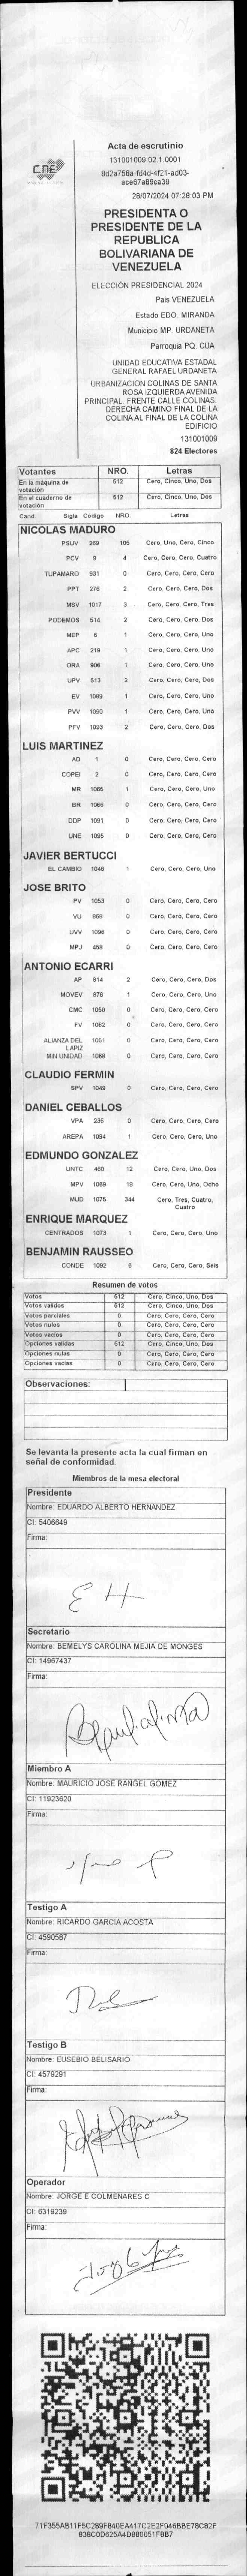 CNE
Acta de escrutinio
131001009.02.1.0001
8d2a758a-fd4d-4f21-ad03-
ace67a89ca39
28/07/2024 07:28:03 PM
PRESIDENTA O
PRESIDENTE DE LA
REPUBLICA
BOLIVARIANA DE
VENEZUELA
ELECCIÓN PRESIDENCIAL 2024
Pais VENEZUELA
Estado EDO. MIRANDA
Municipio MP. URDANETA
Parroquia PQ. CUA
UNIDAD EDUCATIVA ESTADAL
GENERAL RAFAEL URDANETA
URBANIZACION COLINAS DE SANTA
ROSA IZQUIERDA AVENIDA
PRINCIPAL. FRENTE CALLE COLINAS.
DERECHA CAMINO FINAL DE LA
COLINA AL FINAL DE LA COLINA
EDIFICIO
131001009
824 Electores
Votantes NRO. Letras
En la máquina de votación 512 Cero, Cinco, Uno, Dos
En el cuaderno de votación 512 Cero, Cinco, Uno, Dos
Cand. Sigla Código NRO. Letras
NICOLAS MADURO
PSUV 269 105 Cero, Uno, Cero, Cinco
PCV 9 4 Cero, Cero, Cero, Cuatro
TUPAMARO 931 0 Cero, Cero, Cero, Cero
PPT 276 2 Cero, Cero, Cero, Dos
MSV 1017 3 Cero, Cero, Cero, Tres
PODEMOS 514 2 Cero, Cero, Cero, Dos
MEP 5 1 Cero, Cero, Cero, Uno
APC 219 1 Cero, Cero, Cero, Uno
ORA 906 1 Cero, Cero, Cero, Uno
UPV 513 2 Cero, Cero, Cero, Dos
EV 1089 1 Cero, Cero, Cero, Uno
PVV 1090 1 Cero, Cero, Cero, Uno
PFV 1093 2 Cero, Cero, Cero, Dos
LUIS MARTINEZ
AD 1 0 Cero, Cero, Cero, Cero
COPEI 2 0 Cero, Cero, Cero, Cero
MR 1065 1 Cero, Cero, Cero, Uno
BR 1066 0 Cero, Cero, Cero, Cero
DDP 1091 0 Cero, Cero, Cero, Cero
UNE 1095 0 Cero, Cero, Cero, Cero
JAVIER BERTUCCI
EL CAMBIO 1046 1 Cero, Cero, Cero, Uno
JOSE BRITO
PV 1053 0 Cero, Cero, Cero, Cero
VU 968 0 Cero, Cero, Cero, Cero
UVV 1096 0 Cero, Cero, Cero, Cero
MPJ 458 0 Cero, Cero, Cero, Cero
ANTONIO ECARRI
AP 814 2 Cero, Cero, Cero, Dos
MOVEV 879 1 Cero, Cero, Cero, Uno
CMC 1050 0 Cero, Cero, Cero, Cero
FV 1062 0 Cero, Cero, Cero, Cero
ALIANZA DEL LAPIZ 1051 0 Cero, Cero, Cero, Cero
MIN UNIDAD 1068 0 Cero, Cero, Cero, Cero
CLAUDIO FERMIN
SPV 1049 0 Cero, Cero, Cero, Cero
DANIEL CEBALLOS
VPA 236 0 Cero, Cero, Cero, Cero
AREPA 1094 1 Cero, Cero, Cero, Uno
EDMUNDO GONZALEZ
UNTC 460 12 Cero, Cero, Uno, Dos
MPV 1069 18 Cero, Cero, Uno, Ocho
MUD 1075 344 Cero, Tres, Cuatro,
Cuatro
ENRIQUE MARQUEZ
CENTRADOS 1073 1 Cero, Cero, Cero, Uno
BENJAMIN RAUSSEO
CONDE 1092 6 Cero, Cero, Cero, Seis
Resumen de votos
Votos 512 Cero, Cinco, Uno, Dos
Votos validos 512 Cero, Cinco, Uno, Dos
Votos parciales 0 Cero, Cero, Cero, Cero
Votos nulos 0 Cero, Cero, Cero, Cero
Votos vacíos 0 Cero, Cero, Cero, Cero
Opciones validas 512 Cero, Cinco, Uno, Dos
Opciones nulas 0 Cero, Cero, Cero, Cero
Opciones vacías 0 Cero, Cero, Cero, Cero
Observaciones:
Se levanta la presente acta la cual firman en
señal de conformidad.
Miembros de la mesa electoral
Presidente
Nombre: EDUARDO ALBERTO HERNANDEZ
CI: 5406649
Firma:
EH
Secretario
Nombre: BEMELYS CAROLINA MEJIA DE MONGES
CI: 14967437
Firma:
Miembro A
Nombre: MAURICIO JOSÉ RANGEL GOMEZ
CI: 11923620
Firma:
Testigo A
Nombre: RICARDO GARCIA ACOSTA
CI: 4590587
Firma:
Testigo B
Nombre: EUSEBIO BELISARIO
CI: 4579291
Firma:
Operador
Nombre: JORGE E COLMENARES C
CI: 6319239
Firma:
71F355AB11F5C289F840EA417C2E2F046BBE78C82F
838C0D625A4D880051F8B7